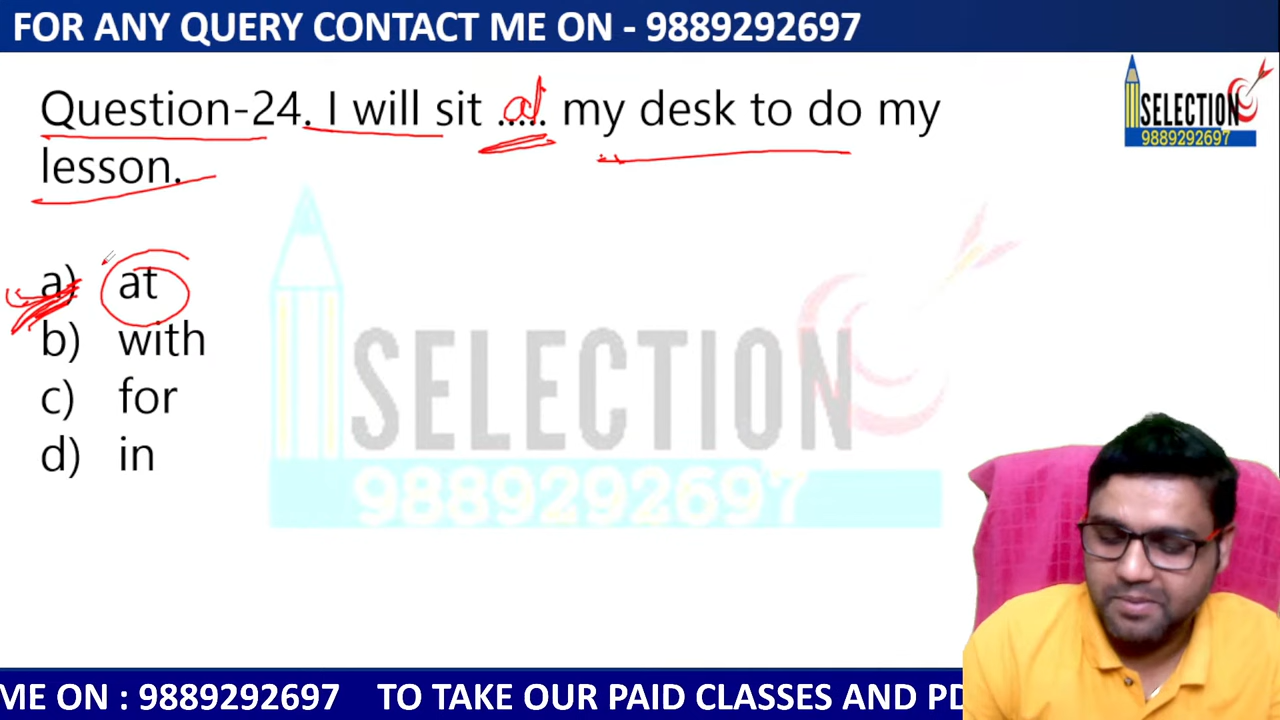 FOR ANY QUERY CONTACT ME ON - 9889292697
Question-24. I will sit ..at.. my desk to do my
lesson.
SELECTION
9889292697
a) at
b) with
c) for
d) in
SELECTION
9889292697
ME ON : 9889292697 TO TAKE OUR PAID CLASSES AND PD